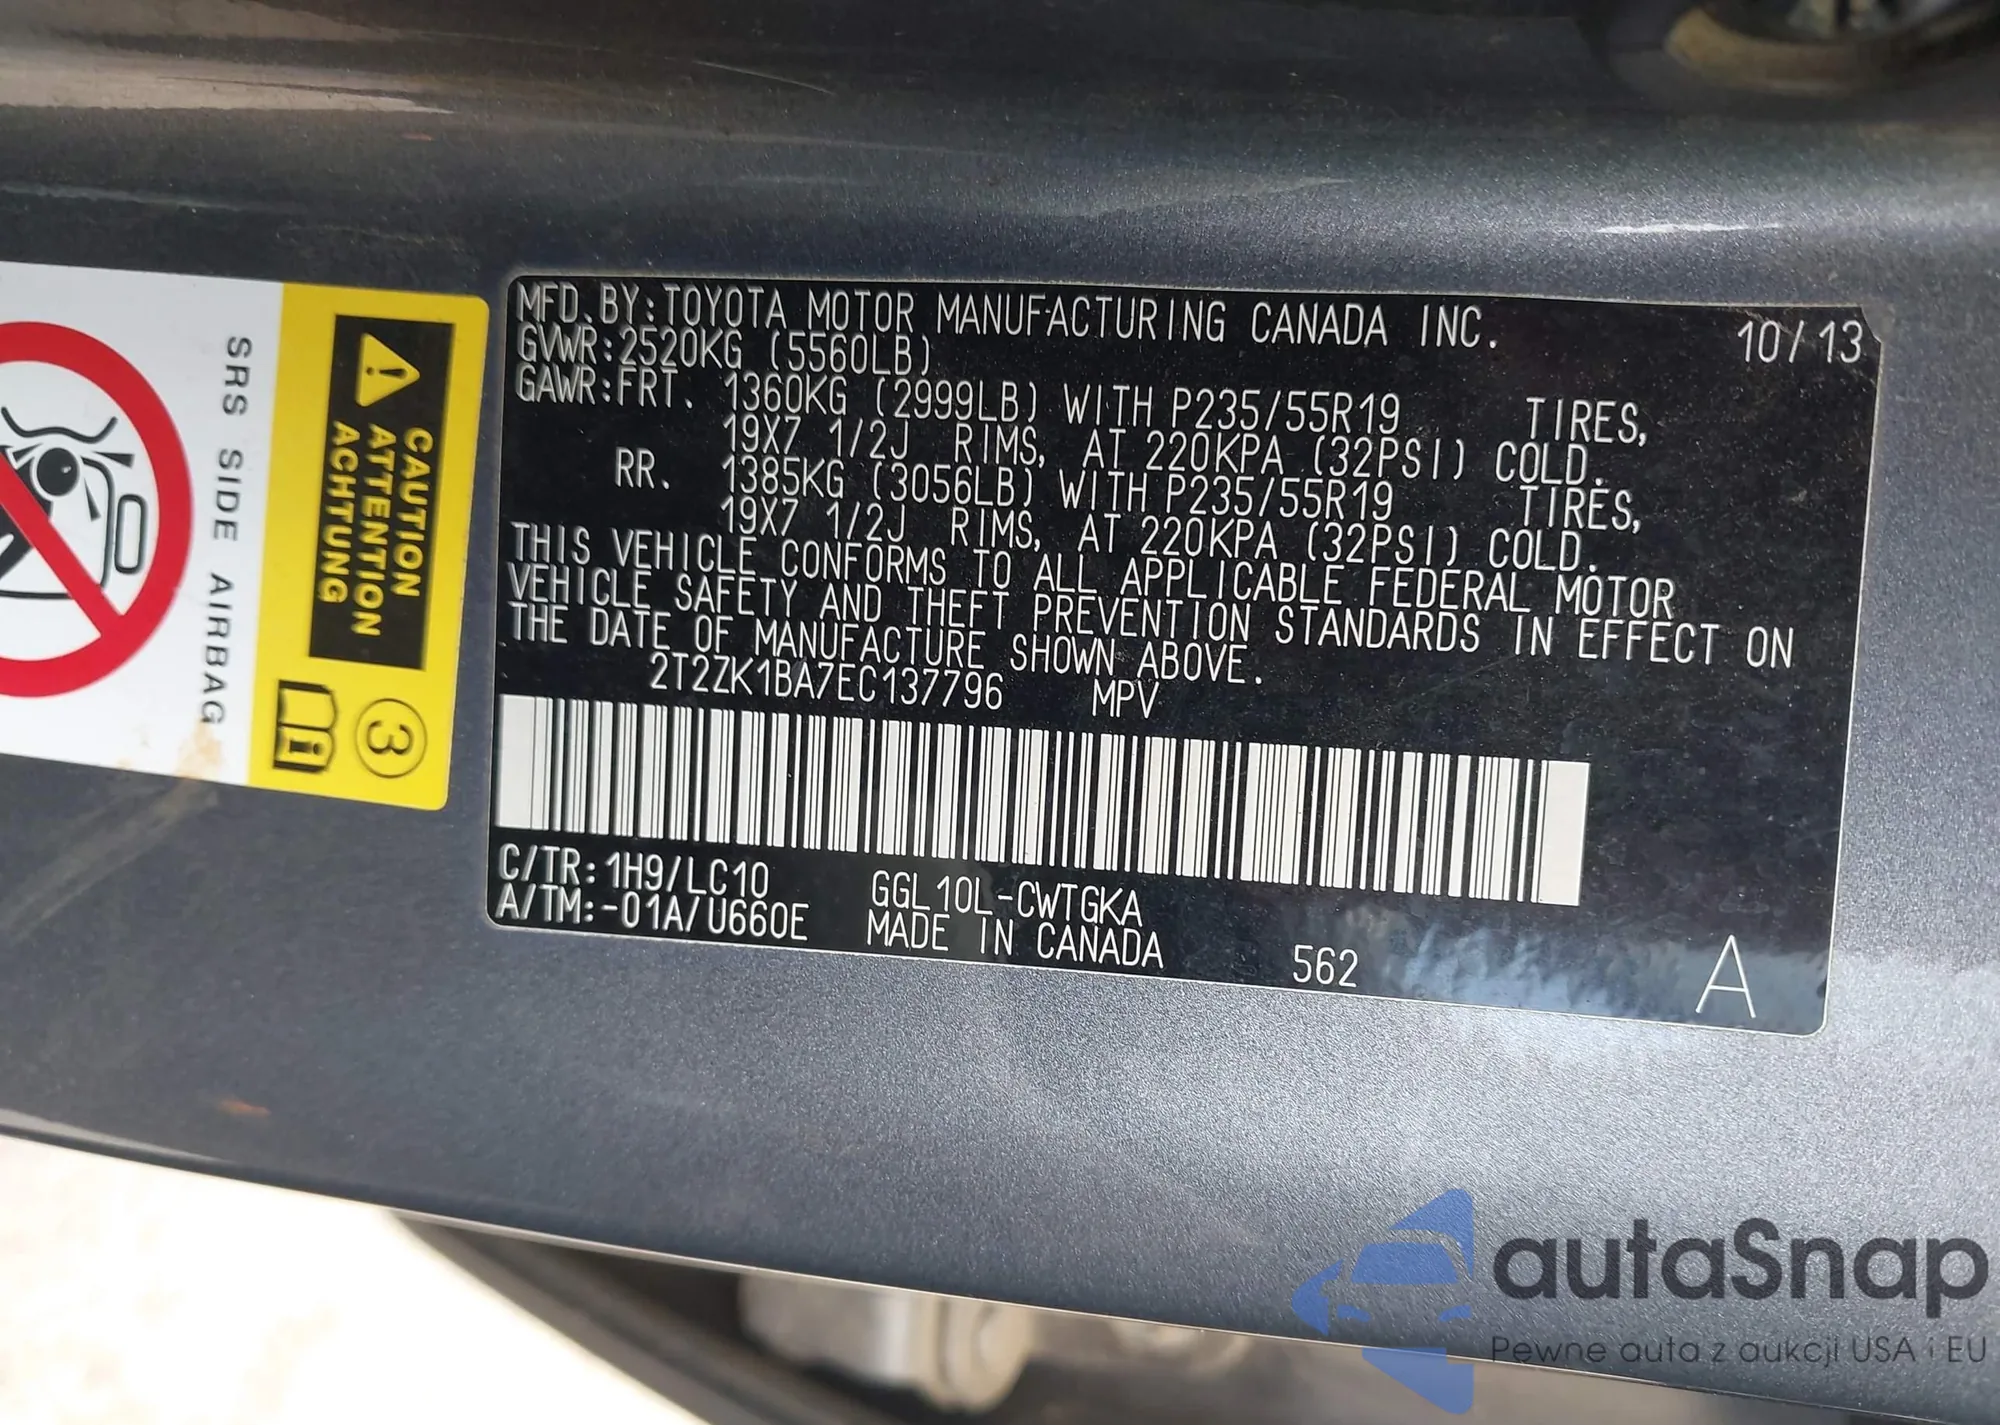 MFD.BY:TOYOTA MOTOR MANUFACTURING CANADA INC. 10/13
GVWR:2520KG (5560LB)
GAWR:FRT. 1360KG (2999LB) WITH P235/55R19 TIRES,
19X7 1/2J RIMS, AT 220KPA (32PSI) COLD.
RR. 1385KG (3056LB) WITH P235/55R19 TIRES,
19X7 1/2J RIMS, AT 220KPA (32PSI) COLD.
THIS VEHICLE CONFORMS TO ALL APPLICABLE FEDERAL MOTOR
VEHICLE SAFETY AND THEFT PREVENTION STANDARDS IN EFFECT ON
THE DATE OF MANUFACTURE SHOWN ABOVE.
2T2ZK1BA7EC137796 MPV
C/TR:1H9/LC10 GGL10L-CWTGKA
A/TM:-01A/U660E MADE IN CANADA 562 A
CAUTION
ATTENTION
ACHTUNG
3
SRS SIDE AIRBAG
autaSnap
Pewne auta z aukcji USA i EU